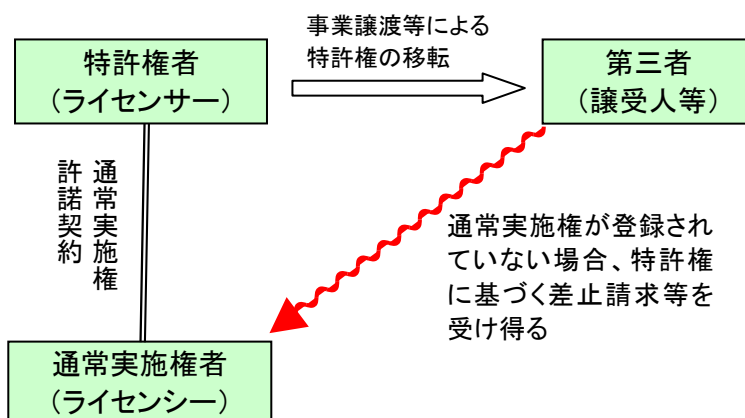 事業譲渡等による
特許権の移転
特許権者
（ライセンサー）
第三者
（譲受人等）
通常実施権
許諾契約
通常実施権が登録され
ていない場合、特許権
に基づく差止請求等を
受け得る
通常実施権者
（ライセンシー）